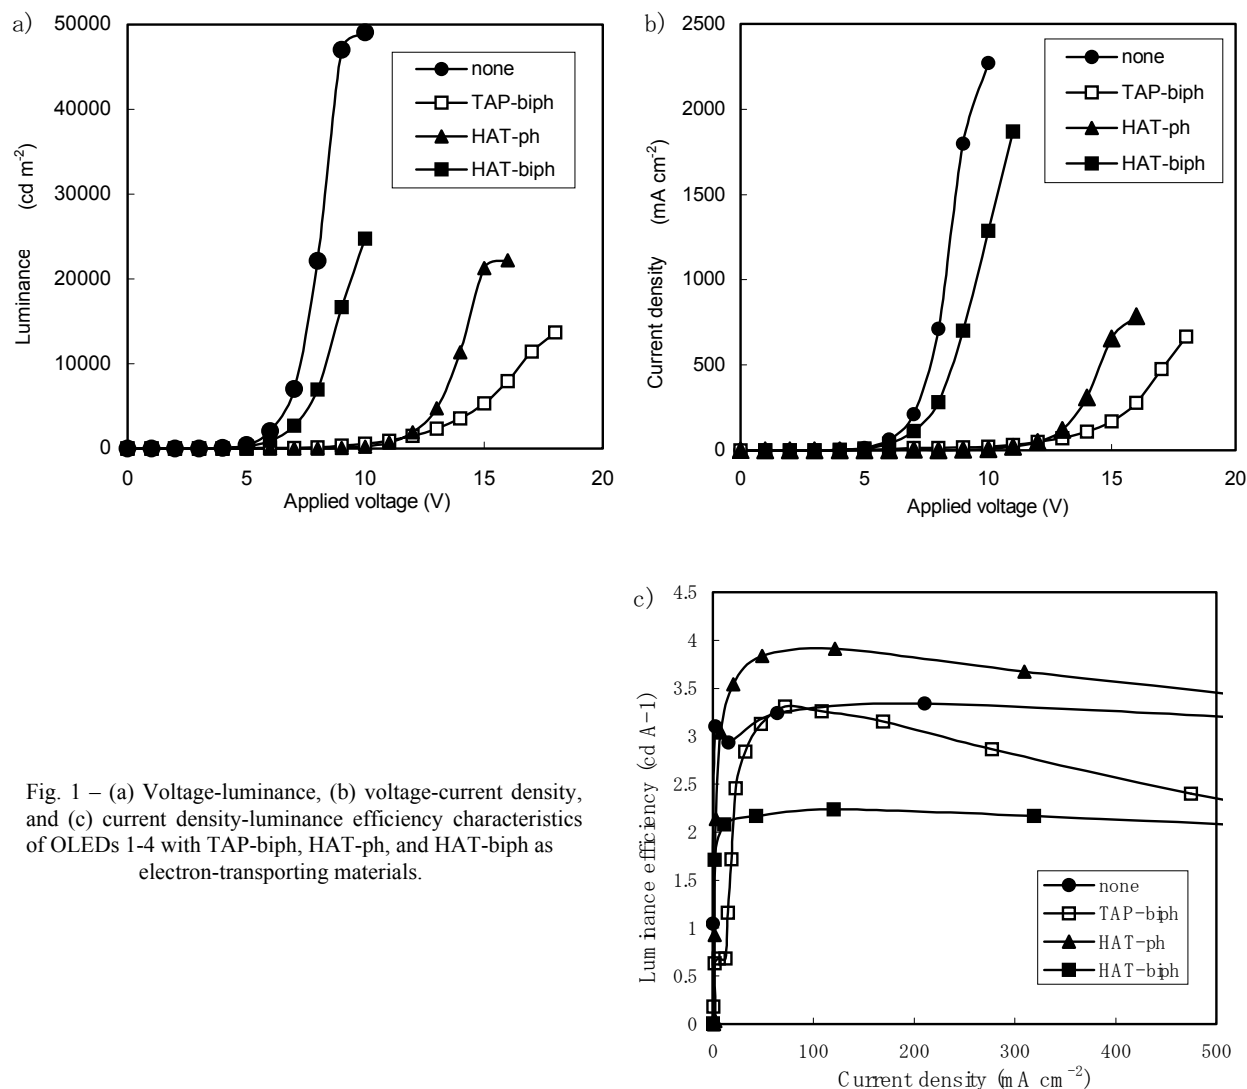 a)
50000
40000
30000
20000
10000
0
Luminance (cd m-2)
none
TAP-biph
HAT-ph
HAT-biph
0 5 10 15 20
Applied voltage (V)
b)
2500
2000
1500
1000
500
0
Current density (mA cm-2)
none
TAP-biph
HAT-ph
HAT-biph
0 5 10 15 20
Applied voltage (V)
c)
4.5
4
3.5
3
2.5
2
1.5
1
0.5
0
Luminance efficiency (cd A-1)
none
TAP-biph
HAT-ph
HAT-biph
0 100 200 300 400 500
Current density (mA cm-2)
Fig. 1 – (a) Voltage-luminance, (b) voltage-current density,
and (c) current density-luminance efficiency characteristics
of OLEDs 1-4 with TAP-biph, HAT-ph, and HAT-biph as
electron-transporting materials.